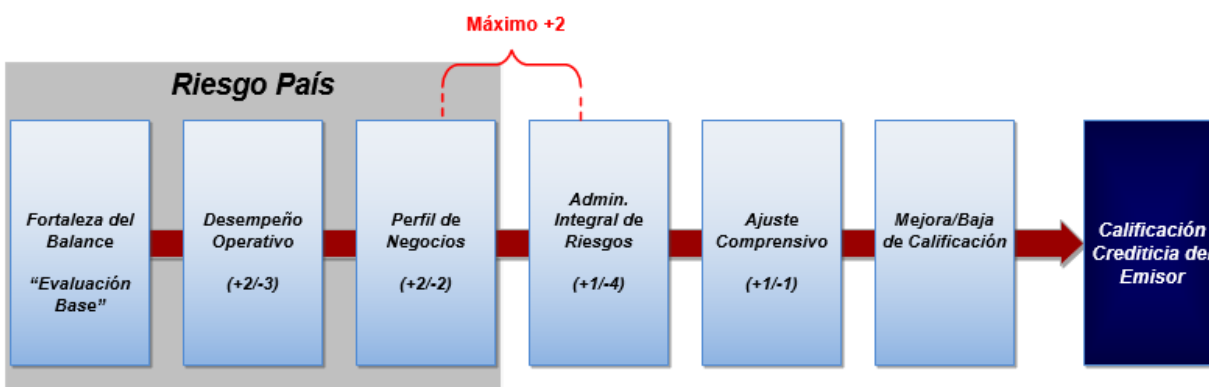 Máximo +2
Riesgo País
Fortaleza del
Balance
“Evaluación
Base”
Desempeño
Operativo
(+2/-3)
Perfil de
Negocios
(+2/-2)
Admin.
Integral de
Riesgos
(+1/-4)
Ajuste
Comprensivo
(+1/-1)
Mejora/Baja
de Calificación
Calificación
Crediticia del
Emisor